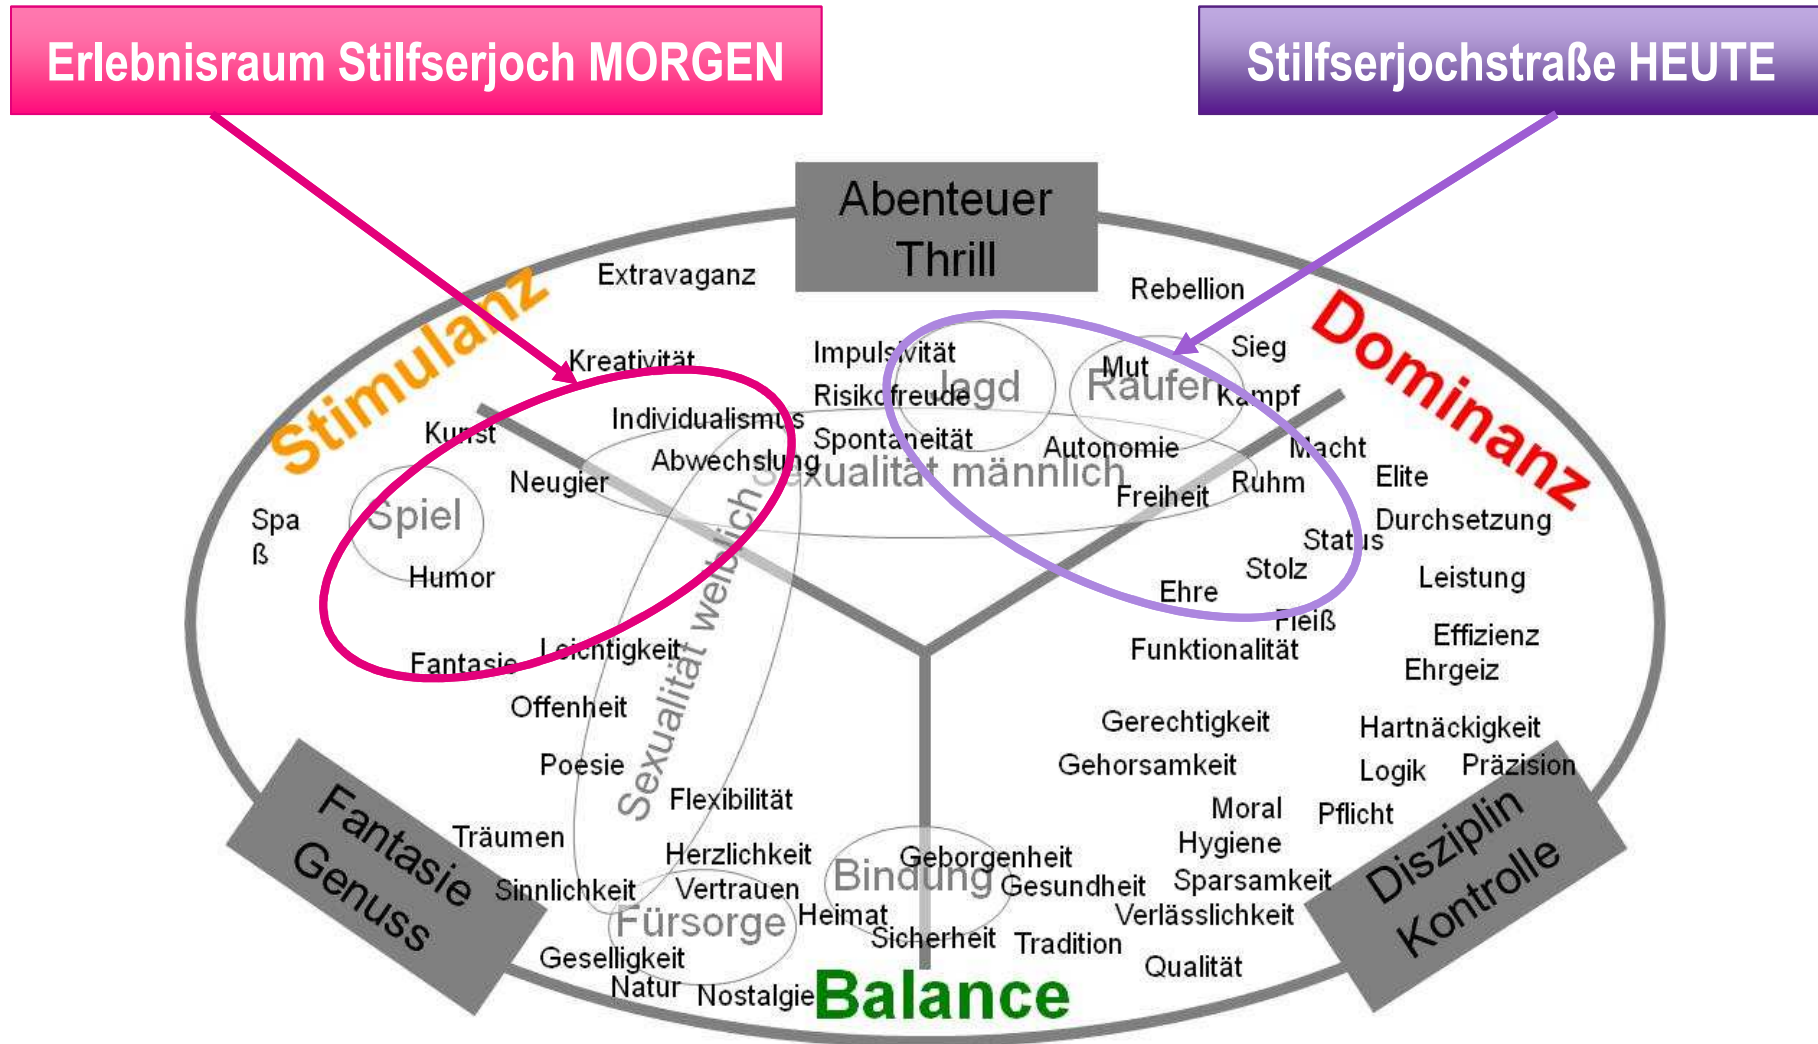 Erlebnisraum Stilfserjoch MORGEN
Stilfserjochstraße HEUTE
Abenteuer
Thrill
Stimulanz
Dominanz
Extravaganz
Rebellion
Kreativität
Impulsivität
Mut
Sieg
Jagd
Raufen
Risikofreude
Kampf
Individualismus
Kunst
Spontaneität
Autonomie
Macht
Abwechslung
Sexualität männlich
Neugier
Freiheit
Ruhm
Elite
Spa
ß
Spiel
Durchsetzung
Status
Humor
Stolz
Leistung
Ehre
Fleiß
Sexualität weiblich
Fantasie
Leichtigkeit
Funktionalität
Effizienz
Ehrgeiz
Offenheit
Gerechtigkeit
Hartnäckigkeit
Poesie
Gehorsamkeit
Logik
Präzision
Flexibilität
Moral
Pflicht
Fantasie
Genuss
Träumen
Herzlichkeit
Geborgenheit
Hygiene
Disziplin
Kontrolle
Sinnlichkeit
Vertrauen
Bindung
Gesundheit
Sparsamkeit
Fürsorge
Heimat
Verlässlichkeit
Sicherheit
Tradition
Geselligkeit
Qualität
Natur
Nostalgie
Balance